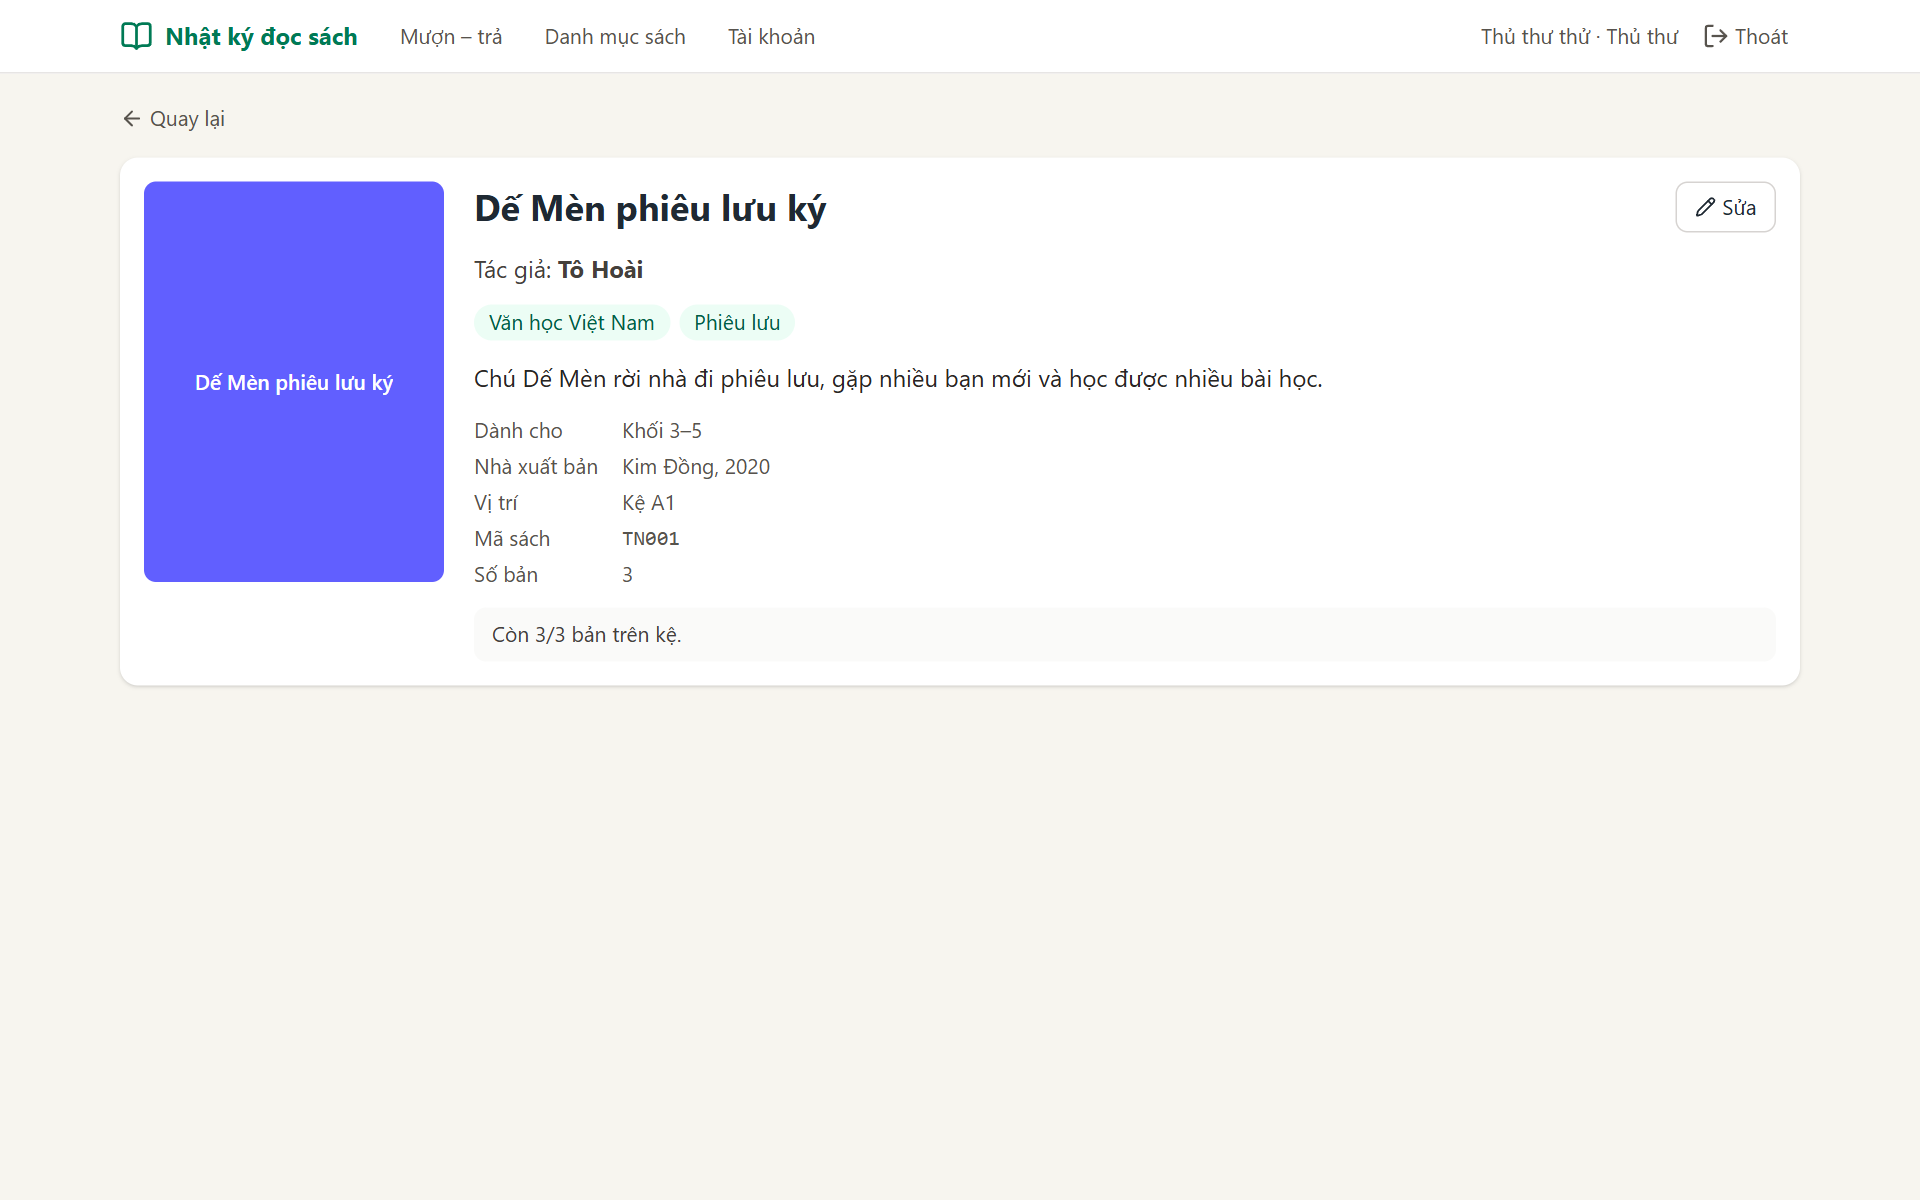 Nhật ký đọc sách Mượn – trả Danh mục sách Tài khoản Thủ thư thử · Thủ thư Thoát
Quay lại
Dế Mèn phiêu lưu ký
Dế Mèn phiêu lưu ký
Sửa
Tác giả: Tô Hoài
Văn học Việt Nam Phiêu lưu
Chú Dế Mèn rời nhà đi phiêu lưu, gặp nhiều bạn mới và học được nhiều bài học.
Dành cho Khối 3–5
Nhà xuất bản Kim Đồng, 2020
Vị trí Kệ A1
Mã sách TN001
Số bản 3
Còn 3/3 bản trên kệ.